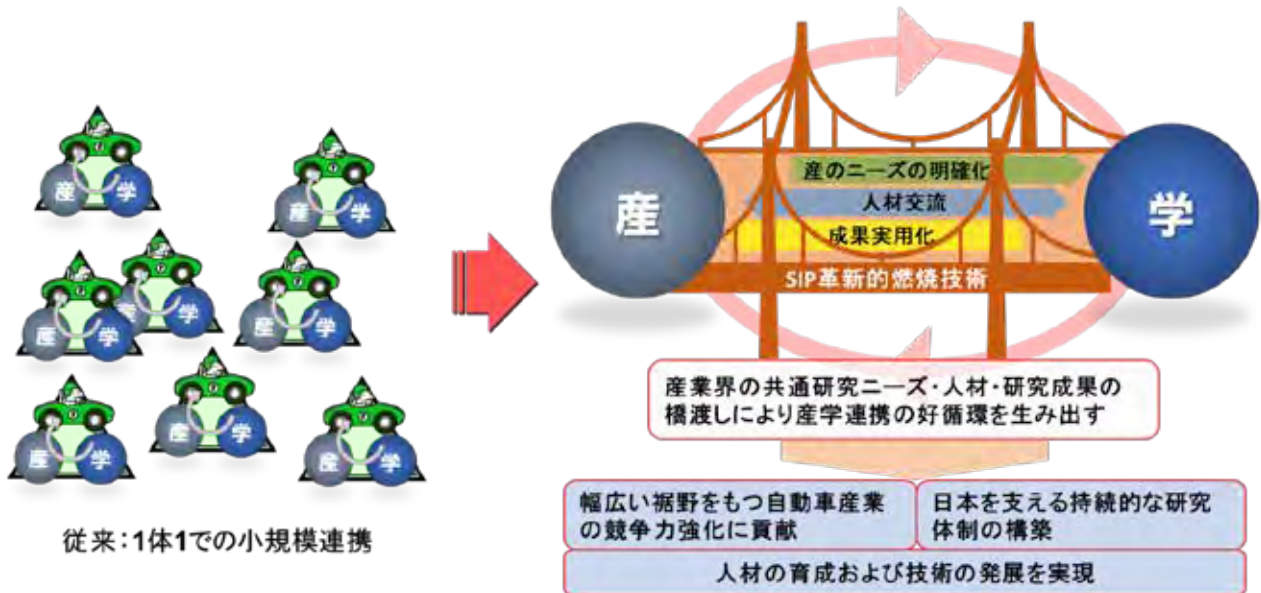 産 学
産 学
産 学
産 学
産 学
産 学
産 学
産 学
従来：1体1での小規模連携
産
学
産のニーズの明確化
人材交流
成果実用化
SIP革新的燃焼技術
産業界の共通研究ニーズ・人材・研究成果の
橋渡しにより産学連携の好循環を生み出す
幅広い裾野をもつ自動車産業
の競争力強化に貢献
日本を支える持続的な研究
体制の構築
人材の育成および技術の発展を実現